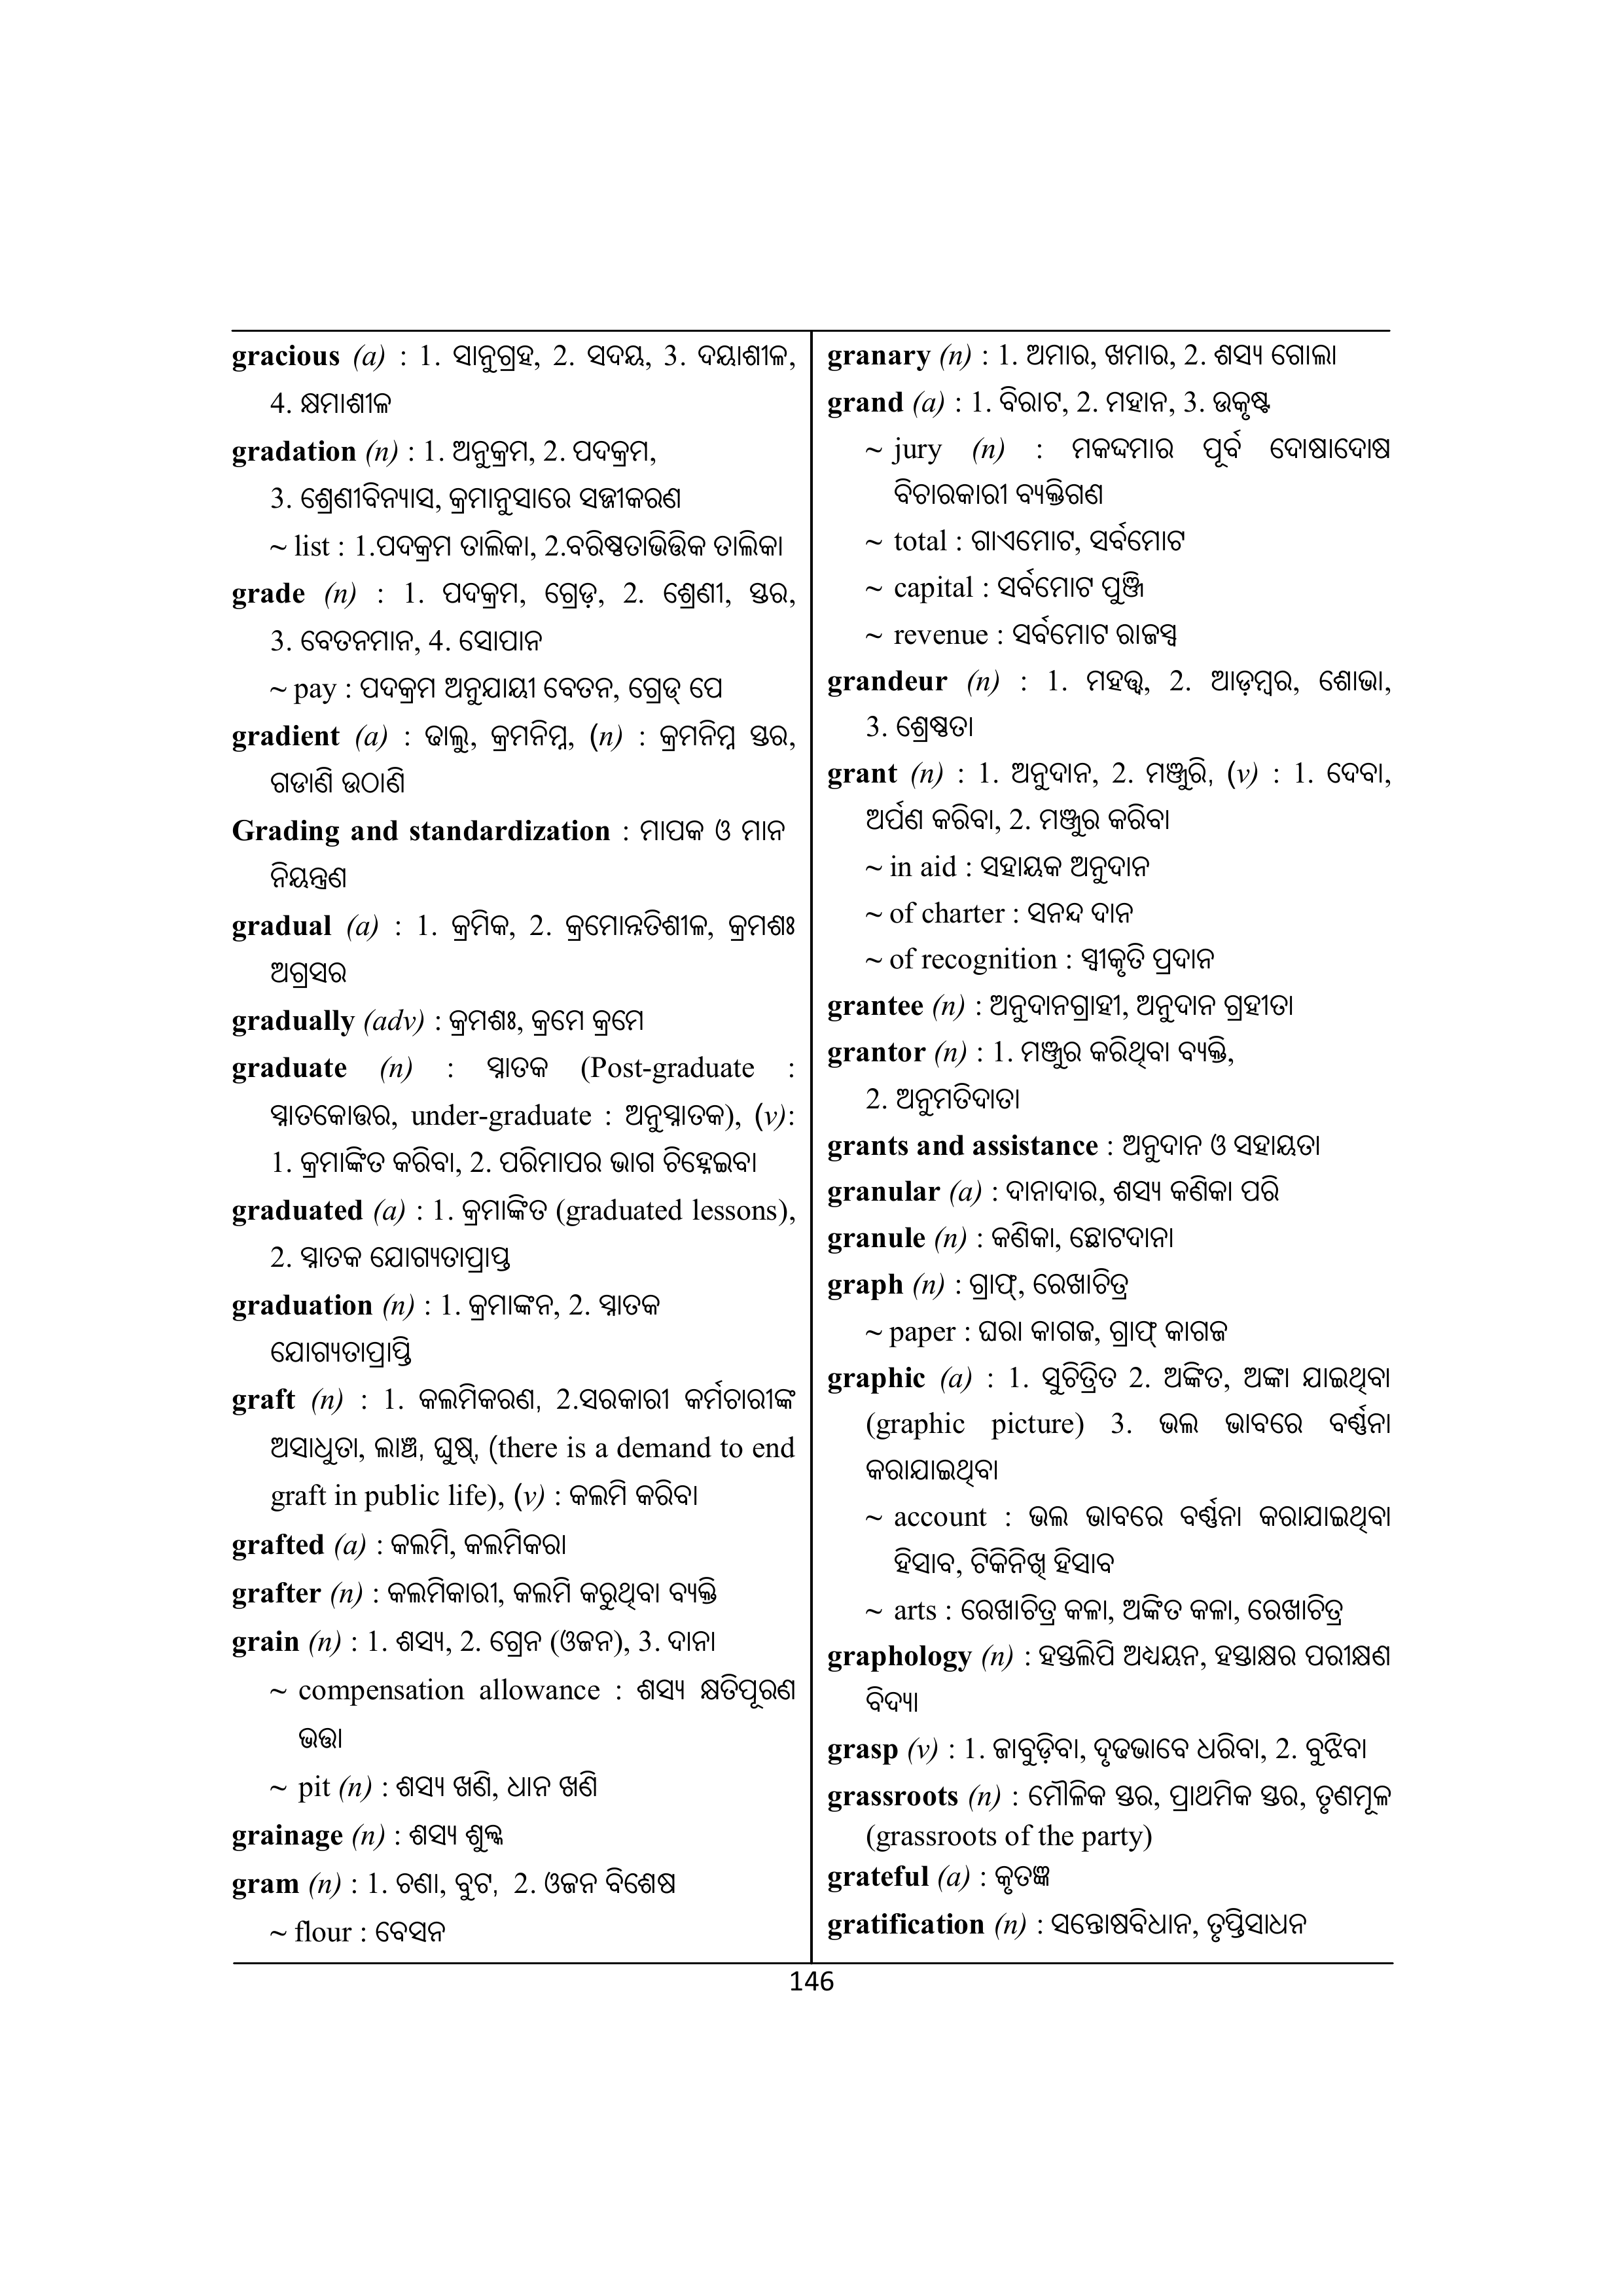 gracious (a) : 1. ସାନୁଗ୍ରହ, 2. ସଦୟ, 3. ଦୟାଶୀଳ,
4. କ୍ଷମାଶୀଳ
gradation (n) : 1. ଅନୁକ୍ରମ, 2. ପଦକ୍ରମ,
3. ଶ୍ରେଣୀବିନ୍ୟାସ, କ୍ରମାନୁସାରେ ସଜ୍ଜୀକରଣ
~ list : 1.ପଦକ୍ରମ ତାଲିକା, 2.ବରିଷ୍ଠତାଭିତ୍ତିକ ତାଲିକା
grade (n) : 1. ପଦକ୍ରମ, ଗ୍ରେଡ଼, 2. ଶ୍ରେଣୀ, ସ୍ତର,
3. ବେତନମାନ, 4. ସୋପାନ
~ pay : ପଦକ୍ରମ ଅନୁଯାୟୀ ବେତନ, ଗ୍ରେଡ୍ ପେ
gradient (a) : ଢାଲୁ, କ୍ରମନିମ୍ନ, (n) : କ୍ରମନିମ୍ନ ସ୍ତର,
ଗଡାଣି ଉଠାଣି
Grading and standardization : ମାପକ ଓ ମାନ
ନିୟନ୍ତ୍ରଣ
gradual (a) : 1. କ୍ରମିକ, 2. କ୍ରମୋନ୍ନତିଶୀଳ, କ୍ରମଶଃ
ଅଗ୍ରସର
gradually (adv) : କ୍ରମଶଃ, କ୍ରମେ କ୍ରମେ
graduate (n) : ସ୍ନାତକ (Post-graduate :
ସ୍ନାତକୋତ୍ତର, under-graduate : ଅନୁସ୍ନାତକ), (v):
1. କ୍ରମାଙ୍କିତ କରିବା, 2. ପରିମାପର ଭାଗ ଚିହ୍ନେଇବା
graduated (a) : 1. କ୍ରମାଙ୍କିତ (graduated lessons),
2. ସ୍ନାତକ ଯୋଗ୍ୟତାପ୍ରାପ୍ତ
graduation (n) : 1. କ୍ରମାଙ୍କନ, 2. ସ୍ନାତକ
ଯୋଗ୍ୟତାପ୍ରାପ୍ତି
graft (n) : 1. କଲମିକରଣ, 2.ସରକାରୀ କର୍ମଚାରୀଙ୍କ
ଅସାଧୁତା, ଲାଞ୍ଚ, ଘୁଷ୍, (there is a demand to end
graft in public life), (v) : କଲମି କରିବା
grafted (a) : କଲମି, କଲମିକରା
grafter (n) : କଲମିକାରୀ, କଲମି କରୁଥିବା ବ୍ୟକ୍ତି
grain (n) : 1. ଶସ୍ୟ, 2. ଗ୍ରେନ (ଓଜନ), 3. ଦାନା
~ compensation allowance : ଶସ୍ୟ କ୍ଷତିପୂରଣ
ଭତ୍ତା
~ pit (n) : ଶସ୍ୟ ଖଣି, ଧାନ ଖଣି
grainage (n) : ଶସ୍ୟ ଶୁଳ୍କ
gram (n) : 1. ଚଣା, ବୁଟ, 2. ଓଜନ ବିଶେଷ
~ flour : ବେସନ
granary (n) : 1. ଅମାର, ଖମାର, 2. ଶସ୍ୟ ଗୋଲା
grand (a) : 1. ବିରାଟ, 2. ମହାନ, 3. ଉତ୍କୃଷ୍ଟ
~ jury (n) : ମକଦ୍ଦମାର ପୂର୍ବ ଦୋଷାଦୋଷ
ବିଚାରକାରୀ ବ୍ୟକ୍ତିଗଣ
~ total : ଗାଏମୋଟ, ସର୍ବମୋଟ
~ capital : ସର୍ବମୋଟ ପୁଞ୍ଜି
~ revenue : ସର୍ବମୋଟ ରାଜସ୍ୱ
grandeur (n) : 1. ମହତ୍ତ୍ୱ, 2. ଆଡ଼ମ୍ବର, ଶୋଭା,
3. ଶ୍ରେଷ୍ଠତା
grant (n) : 1. ଅନୁଦାନ, 2. ମଞ୍ଜୁରି, (v) : 1. ଦେବା,
ଅର୍ପଣ କରିବା, 2. ମଞ୍ଜୁର କରିବା
~ in aid : ସହାୟକ ଅନୁଦାନ
~ of charter : ସନନ୍ଦ ଦାନ
~ of recognition : ସ୍ୱୀକୃତି ପ୍ରଦାନ
grantee (n) : ଅନୁଦାନଗ୍ରାହୀ, ଅନୁଦାନ ଗ୍ରହୀତା
grantor (n) : 1. ମଞ୍ଜୁର କରିଥିବା ବ୍ୟକ୍ତି,
2. ଅନୁମତିଦାତା
grants and assistance : ଅନୁଦାନ ଓ ସହାୟତା
granular (a) : ଦାନାଦାର, ଶସ୍ୟ କଣିକା ପରି
granule (n) : କଣିକା, ଛୋଟଦାନା
graph (n) : ଗ୍ରାଫ୍, ରେଖାଚିତ୍ର
~ paper : ଘରା କାଗଜ, ଗ୍ରାଫ୍ କାଗଜ
graphic (a) : 1. ସୁଚିତ୍ରିତ 2. ଅଙ୍କିତ, ଅଙ୍କା ଯାଇଥିବା
(graphic picture) 3. ଭଲ ଭାବରେ ବର୍ଣ୍ଣନା
କରାଯାଇଥିବା
~ account : ଭଲ ଭାବରେ ବର୍ଣ୍ଣନା କରାଯାଇଥିବା
ହିସାବ, ଟିକିନିଖି ହିସାବ
~ arts : ରେଖାଚିତ୍ର କଳା, ଅଙ୍କିତ କଳା, ରେଖାଚିତ୍ର
graphology (n) : ହସ୍ତଲିପି ଅଧ୍ୟୟନ, ହସ୍ତାକ୍ଷର ପରୀକ୍ଷଣ
ବିଦ୍ୟା
grasp (v) : 1. ଜାବୁଡ଼ିବା, ଦୃଢଭାବେ ଧରିବା, 2. ବୁଝିବା
grassroots (n) : ମୌଳିକ ସ୍ତର, ପ୍ରାଥମିକ ସ୍ତର, ତୃଣମୂଳ
(grassroots of the party)
grateful (a) : କୃତଜ୍ଞ
gratification (n) : ସନ୍ତୋଷବିଧାନ, ତୃପ୍ତିସାଧନ
146